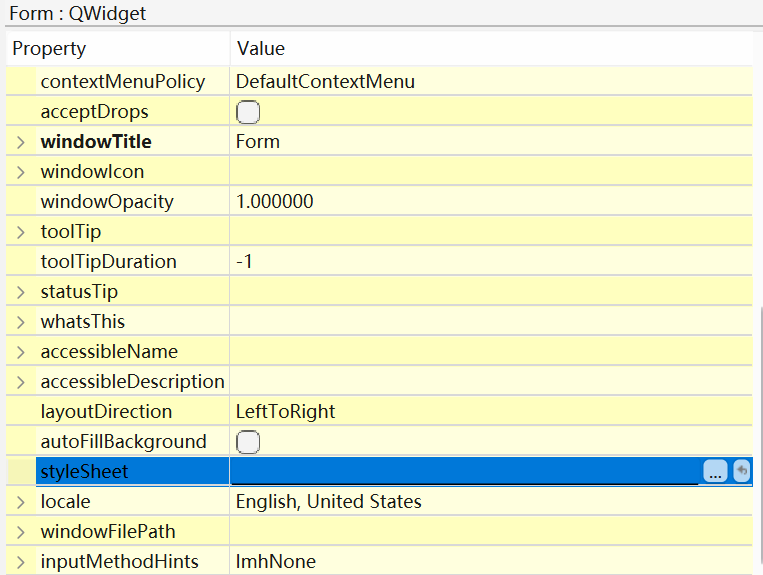 Form : QWidget
Property Value
contextMenuPolicy DefaultContextMenu
acceptDrops
windowTitle Form
windowIcon
windowOpacity 1.000000
toolTip
toolTipDuration -1
statusTip
whatsThis
accessibleName
accessibleDescription
layoutDirection LeftToRight
autoFillBackground
styleSheet ...
locale English, United States
windowFilePath
inputMethodHints ImhNone